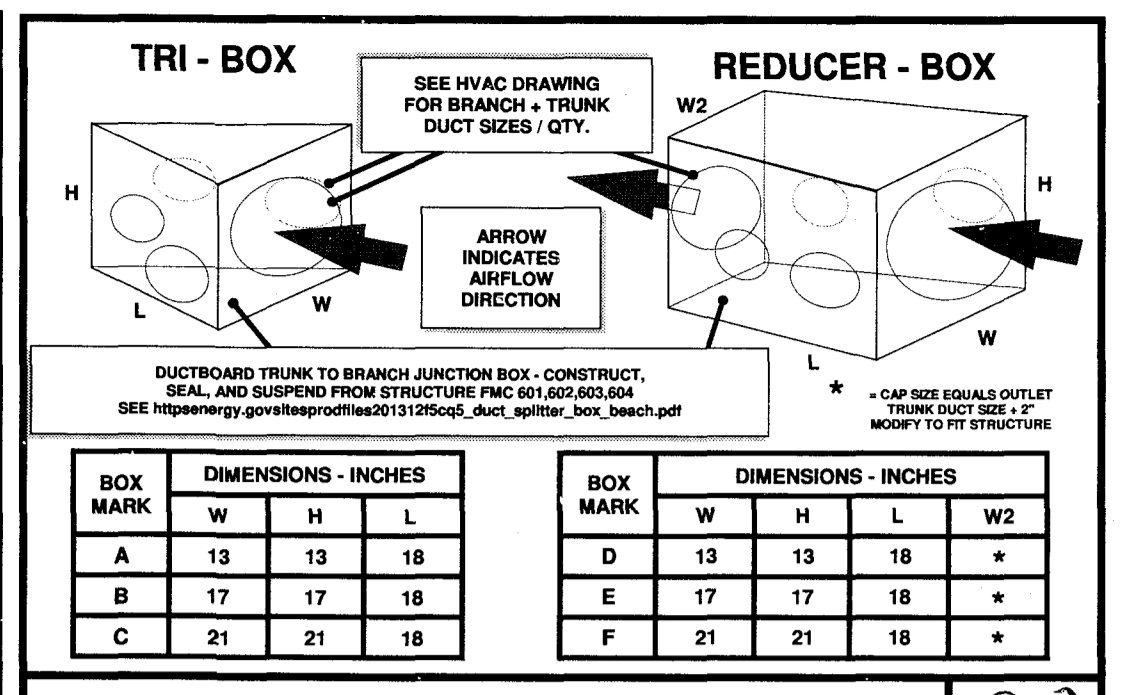 TRI - BOX
REDUCER - BOX
SEE HVAC DRAWING
FOR BRANCH + TRUNK
DUCT SIZES / QTY.
W2
H
H
ARROW
INDICATES
AIRFLOW
DIRECTION
L
W
W
L
DUCTBOARD TRUNK TO BRANCH JUNCTION BOX - CONSTRUCT,
SEAL, AND SUSPEND FROM STRUCTURE FMC 601,602,603,604
SEE httpsenergy.govsitesprodfiles201312f5cq5_duct_splitter_box_beach.pdf
* = CAP SIZE EQUALS OUTLET
TRUNK DUCT SIZE + 2"
MODIFY TO FIT STRUCTURE
BOX MARK DIMENSIONS - INCHES
W H L
A 13 13 18
B 17 17 18
C 21 21 18
BOX MARK DIMENSIONS - INCHES
W H L W2
D 13 13 18 *
E 17 17 18 *
F 21 21 18 *